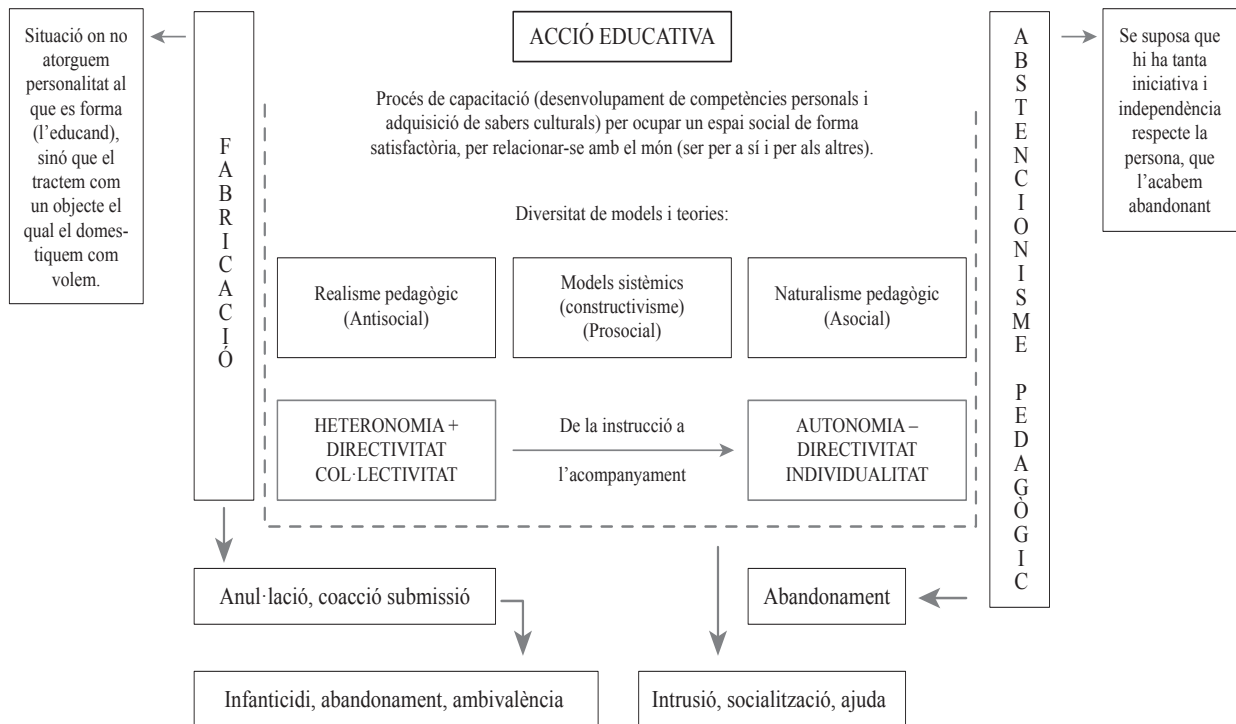 Situació on no
atorguem
personalitat al
que es forma
(l’educand),
sinó que el
tractem com
un objecte el
qual el domes-
tiquem com
volem.
FABRICACIÓ
ACCIÓ EDUCATIVA
Procés de capacitació (desenvolupament de competències personals i
adquisició de sabers culturals) per ocupar un espai social de forma
satisfactòria, per relacionar-se amb el món (ser per a sí i per als altres).
Diversitat de models i teories:
Realisme pedagògic
(Antisocial)
Models sistèmics
(constructivisme)
(Prosocial)
Naturalisme pedagògic
(Asocial)
HETERONOMIA +
DIRECTIVITAT
COL·LECTIVITAT
De la instrucció a
l’acompanyament
AUTONOMIA –
DIRECTIVITAT
INDIVIDUALITAT
ABSTENCIONISME PEDAGÒGIC
Se suposa que
hi ha tanta
iniciativa i
independència
respecte la
persona, que
l’acabem
abandonant
Anul·lació, coacció submissió
Abandonament
Infanticidi, abandonament, ambivalència
Intrusió, socialització, ajuda